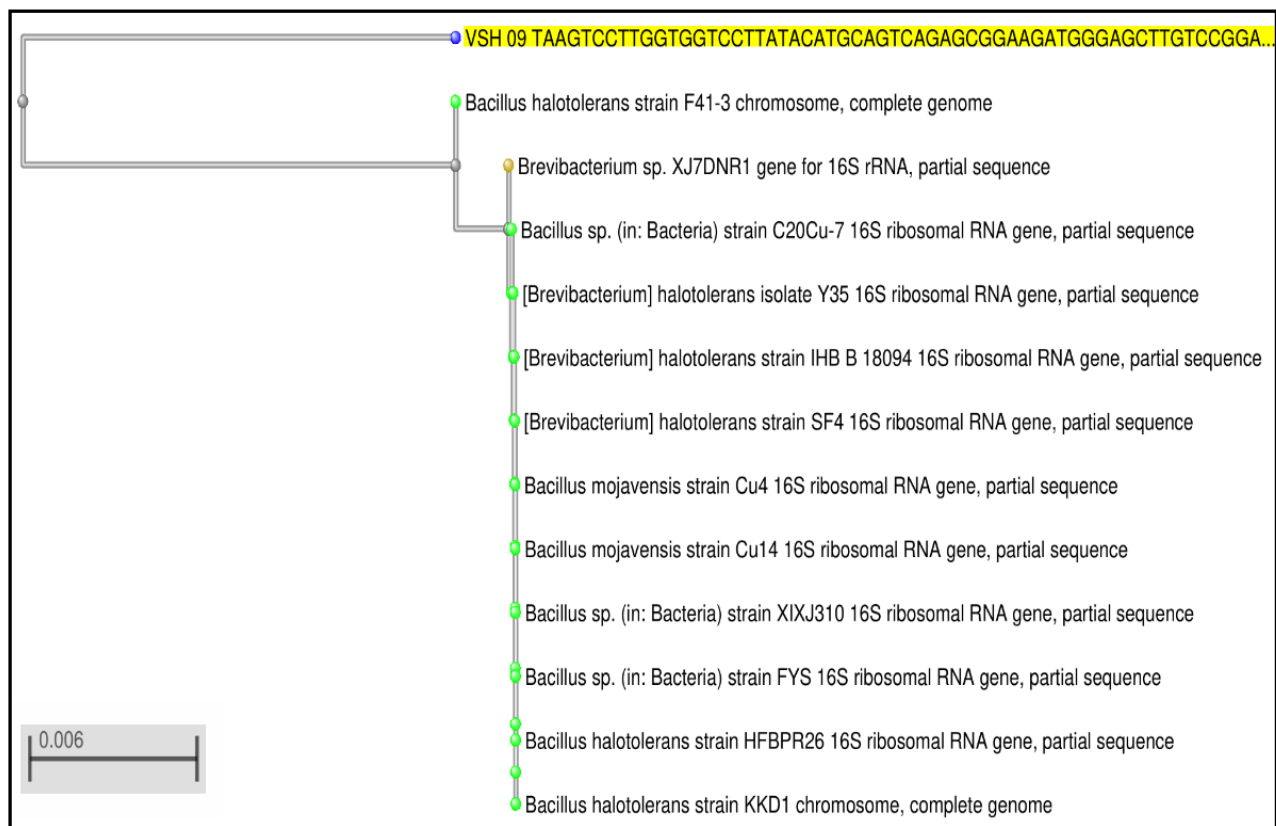 VSH 09 TAAGTCCTTGGTGGTCCTTATACATGCAGTCAGAGCGGAAGATGGGAGCTTGTCCGGA...
Bacillus halotolerans strain F41-3 chromosome, complete genome
Brevibacterium sp. XJ7DNR1 gene for 16S rRNA, partial sequence
Bacillus sp. (in: Bacteria) strain C20Cu-7 16S ribosomal RNA gene, partial sequence
[Brevibacterium] halotolerans isolate Y35 16S ribosomal RNA gene, partial sequence
[Brevibacterium] halotolerans strain IHB B 18094 16S ribosomal RNA gene, partial sequence
[Brevibacterium] halotolerans strain SF4 16S ribosomal RNA gene, partial sequence
Bacillus mojavensis strain Cu4 16S ribosomal RNA gene, partial sequence
Bacillus mojavensis strain Cu14 16S ribosomal RNA gene, partial sequence
Bacillus sp. (in: Bacteria) strain XIXJ310 16S ribosomal RNA gene, partial sequence
Bacillus sp. (in: Bacteria) strain FYS 16S ribosomal RNA gene, partial sequence
Bacillus halotolerans strain HFBPR26 16S ribosomal RNA gene, partial sequence
Bacillus halotolerans strain KKD1 chromosome, complete genome
0.006